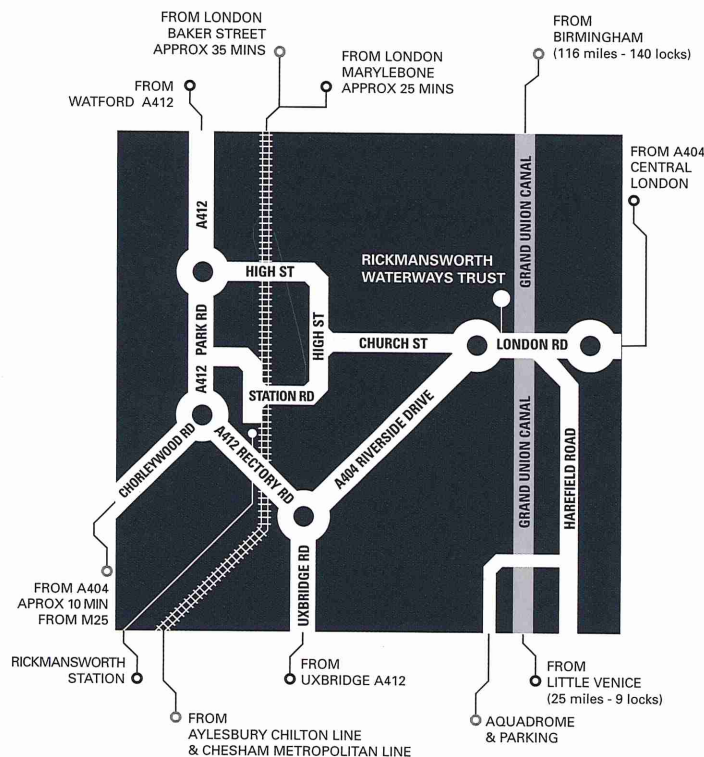 FROM LONDON
BAKER STREET
APPROX 35 MINS
FROM LONDON
MARYLEBONE
APPROX 25 MINS
FROM
BIRMINGHAM
(116 miles - 140 locks)
FROM
WATFORD A412
FROM A404
CENTRAL
LONDON
A412
GRAND UNION CANAL
HIGH ST
RICKMANSWORTH
WATERWAYS TRUST
PARK RD
HIGH ST
CHURCH ST
LONDON RD
A412
STATION RD
CHORLEYWOOD RD
A412 RECTORY RD
A404 RIVERSIDE DRIVE
GRAND UNION CANAL
HAREFIELD ROAD
UXBRIDGE RD
FROM A404
APROX 10 MIN
FROM M25
RICKMANSWORTH
STATION
FROM
UXBRIDGE A412
FROM
LITTLE VENICE
(25 miles - 9 locks)
FROM
AYLESBURY CHILTON LINE
& CHESHAM METROPOLITAN LINE
AQUADROME
& PARKING